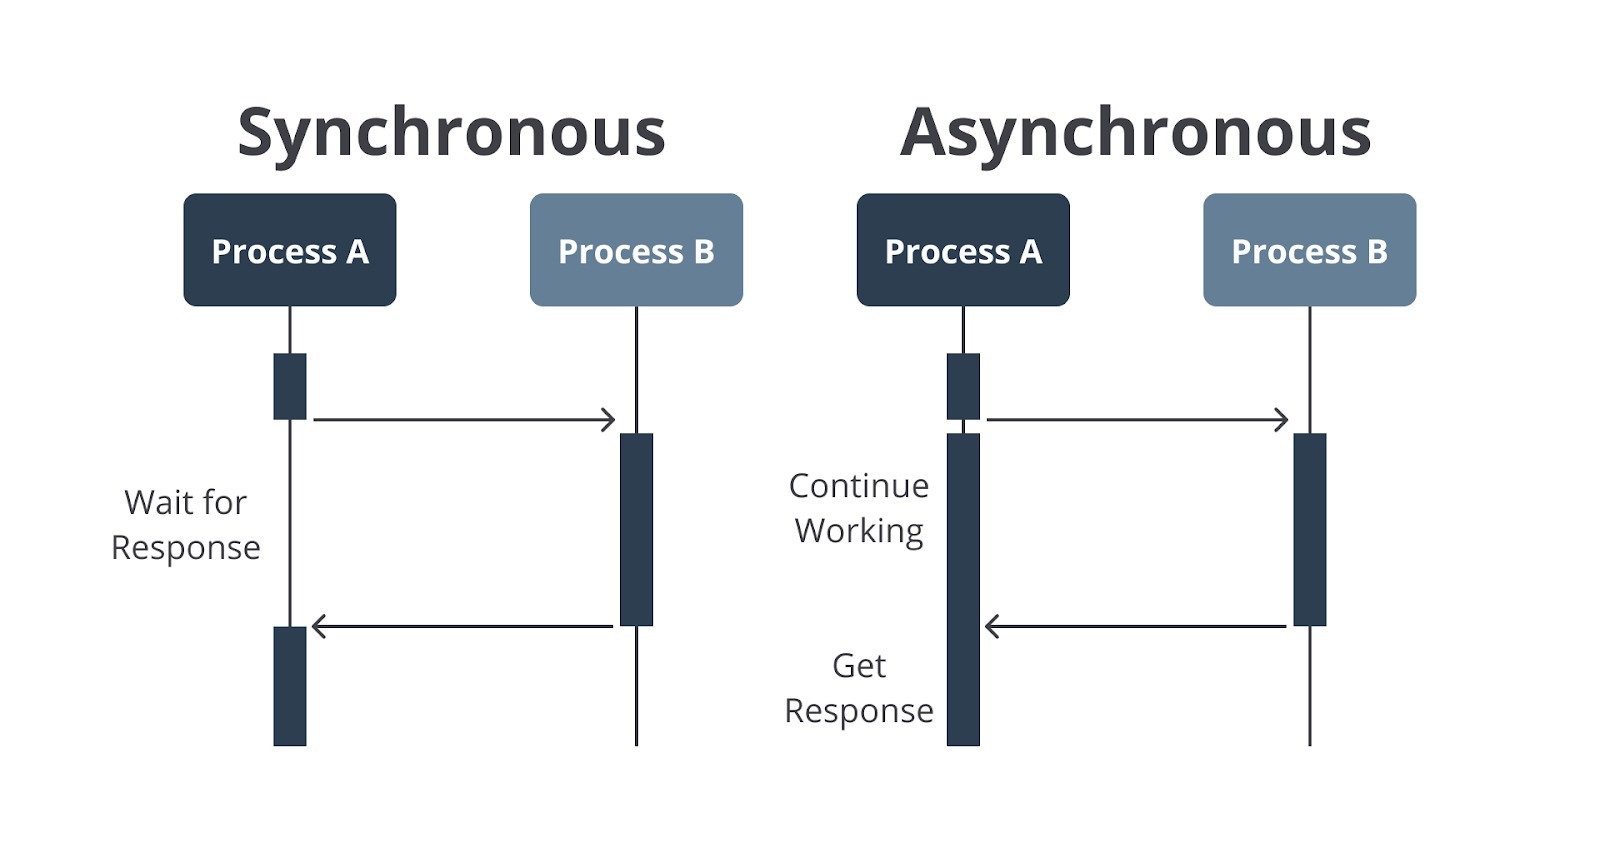 Synchronous
Process A
Process B
Wait for
Response
Asynchronous
Process A
Process B
Continue
Working
Get
Response